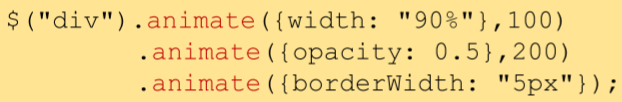 $("div").animate({width: "90%"},100)
.animate({opacity: 0.5},200)
.animate({borderWidth: "5px"});